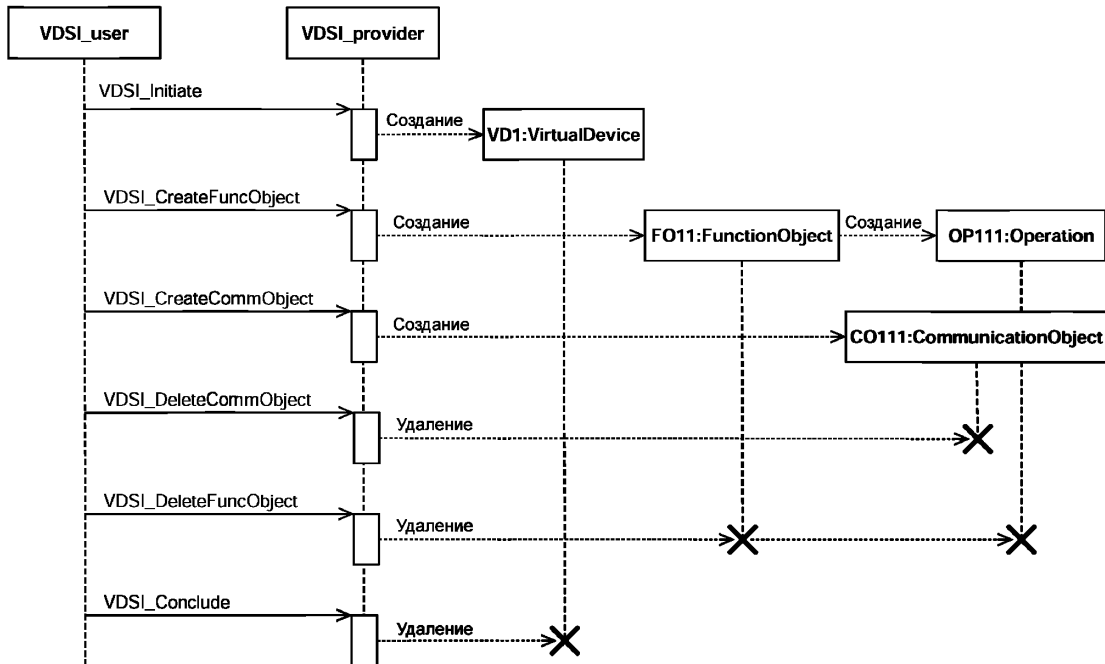 VDSI_user
VDSI_provider
VDSI_Initiate
Создание
VD1:VirtualDevice
VDSI_CreateFuncObject
Создание
FO11:FunctionObject
Создание
OP111:Operation
VDSI_CreateCommObject
Создание
CO111:CommunicationObject
VDSI_DeleteCommObject
Удаление
VDSI_DeleteFuncObject
Удаление
VDSI_Conclude
Удаление